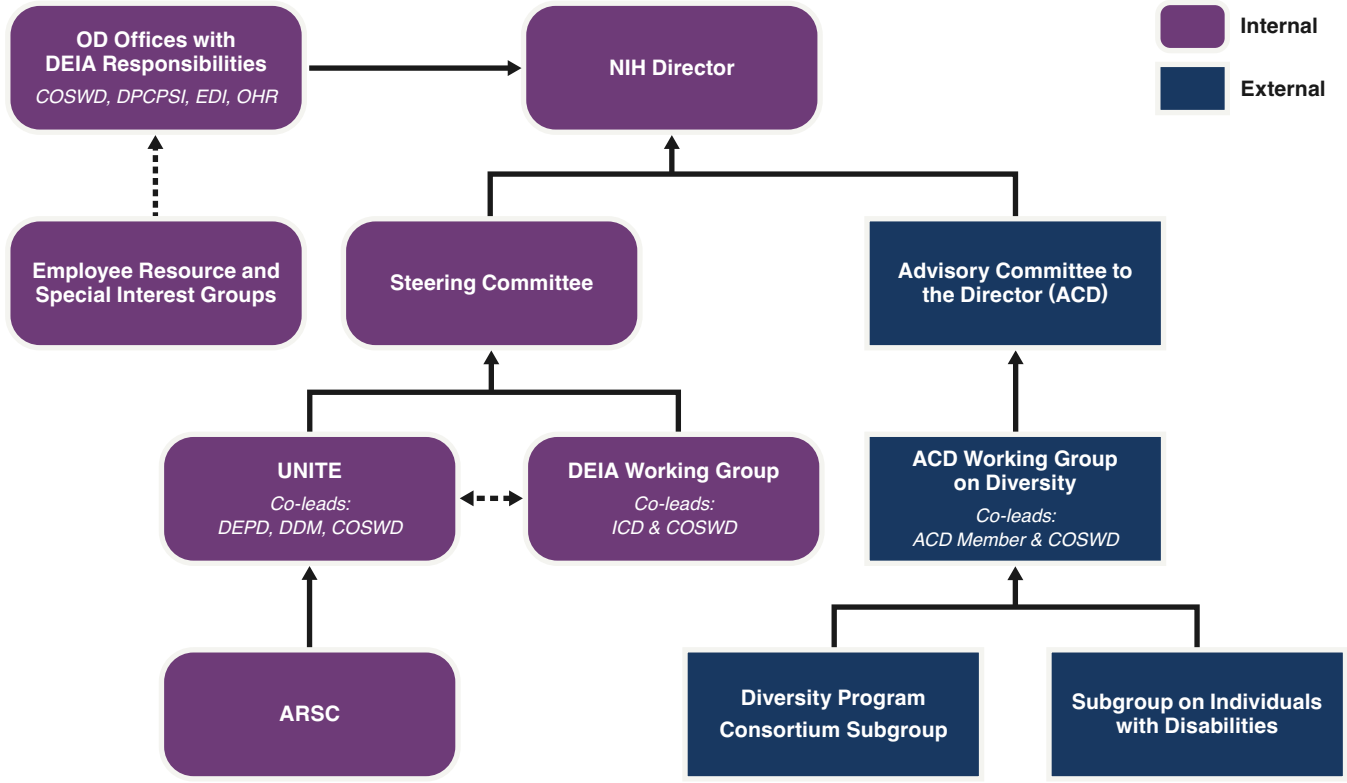 OD Offices with
DEIA Responsibilities
COSWD, DPCPSI, EDI, OHR
NIH Director
Internal
External
Employee Resource and
Special Interest Groups
Steering Committee
Advisory Committee to
the Director (ACD)
UNITE
Co-leads:
DEPD, DDM, COSWD
DEIA Working Group
Co-leads:
ICD & COSWD
ACD Working Group
on Diversity
Co-leads:
ACD Member & COSWD
ARSC
Diversity Program
Consortium Subgroup
Subgroup on Individuals
with Disabilities